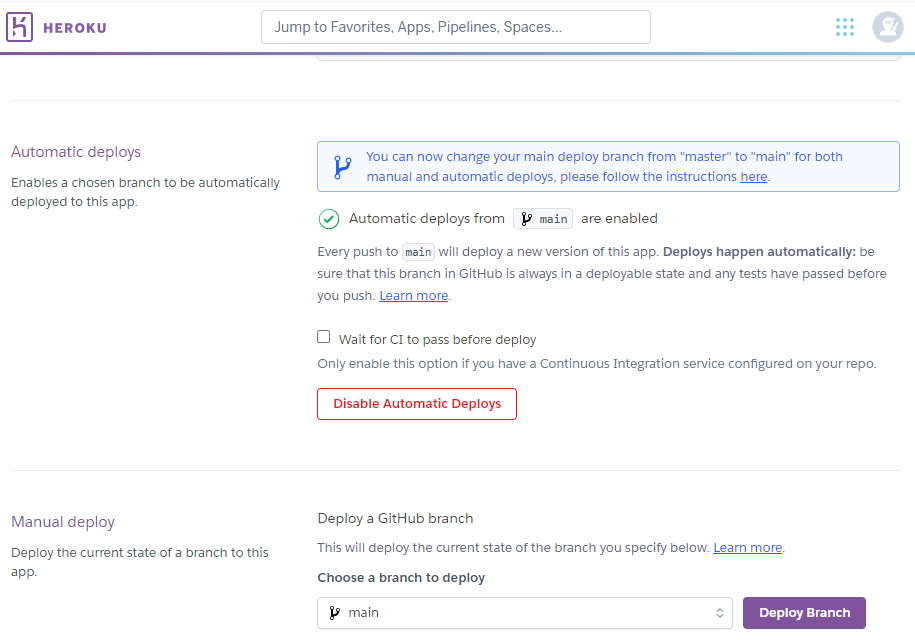 HEROKU
Jump to Favorites, Apps, Pipelines, Spaces...
Automatic deploys
Enables a chosen branch to be automatically
deployed to this app.
You can now change your main deploy branch from "master" to "main" for both
manual and automatic deploys, please follow the instructions here.
Automatic deploys from main are enabled
Every push to main will deploy a new version of this app. Deploys happen automatically: be
sure that this branch in GitHub is always in a deployable state and any tests have passed before
you push. Learn more.
Wait for CI to pass before deploy
Only enable this option if you have a Continuous Integration service configured on your repo.
Disable Automatic Deploys
Manual deploy
Deploy the current state of a branch to this
app.
Deploy a GitHub branch
This will deploy the current state of the branch you specify below. Learn more.
Choose a branch to deploy
main
Deploy Branch